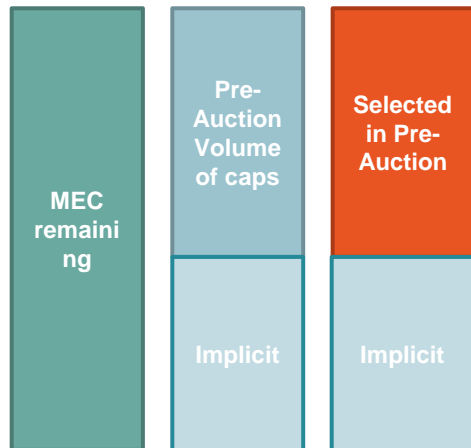 MEC
remaini
ng
Pre-
Auction
Volume
of caps
Implicit
Selected
in Pre-
Auction
Implicit